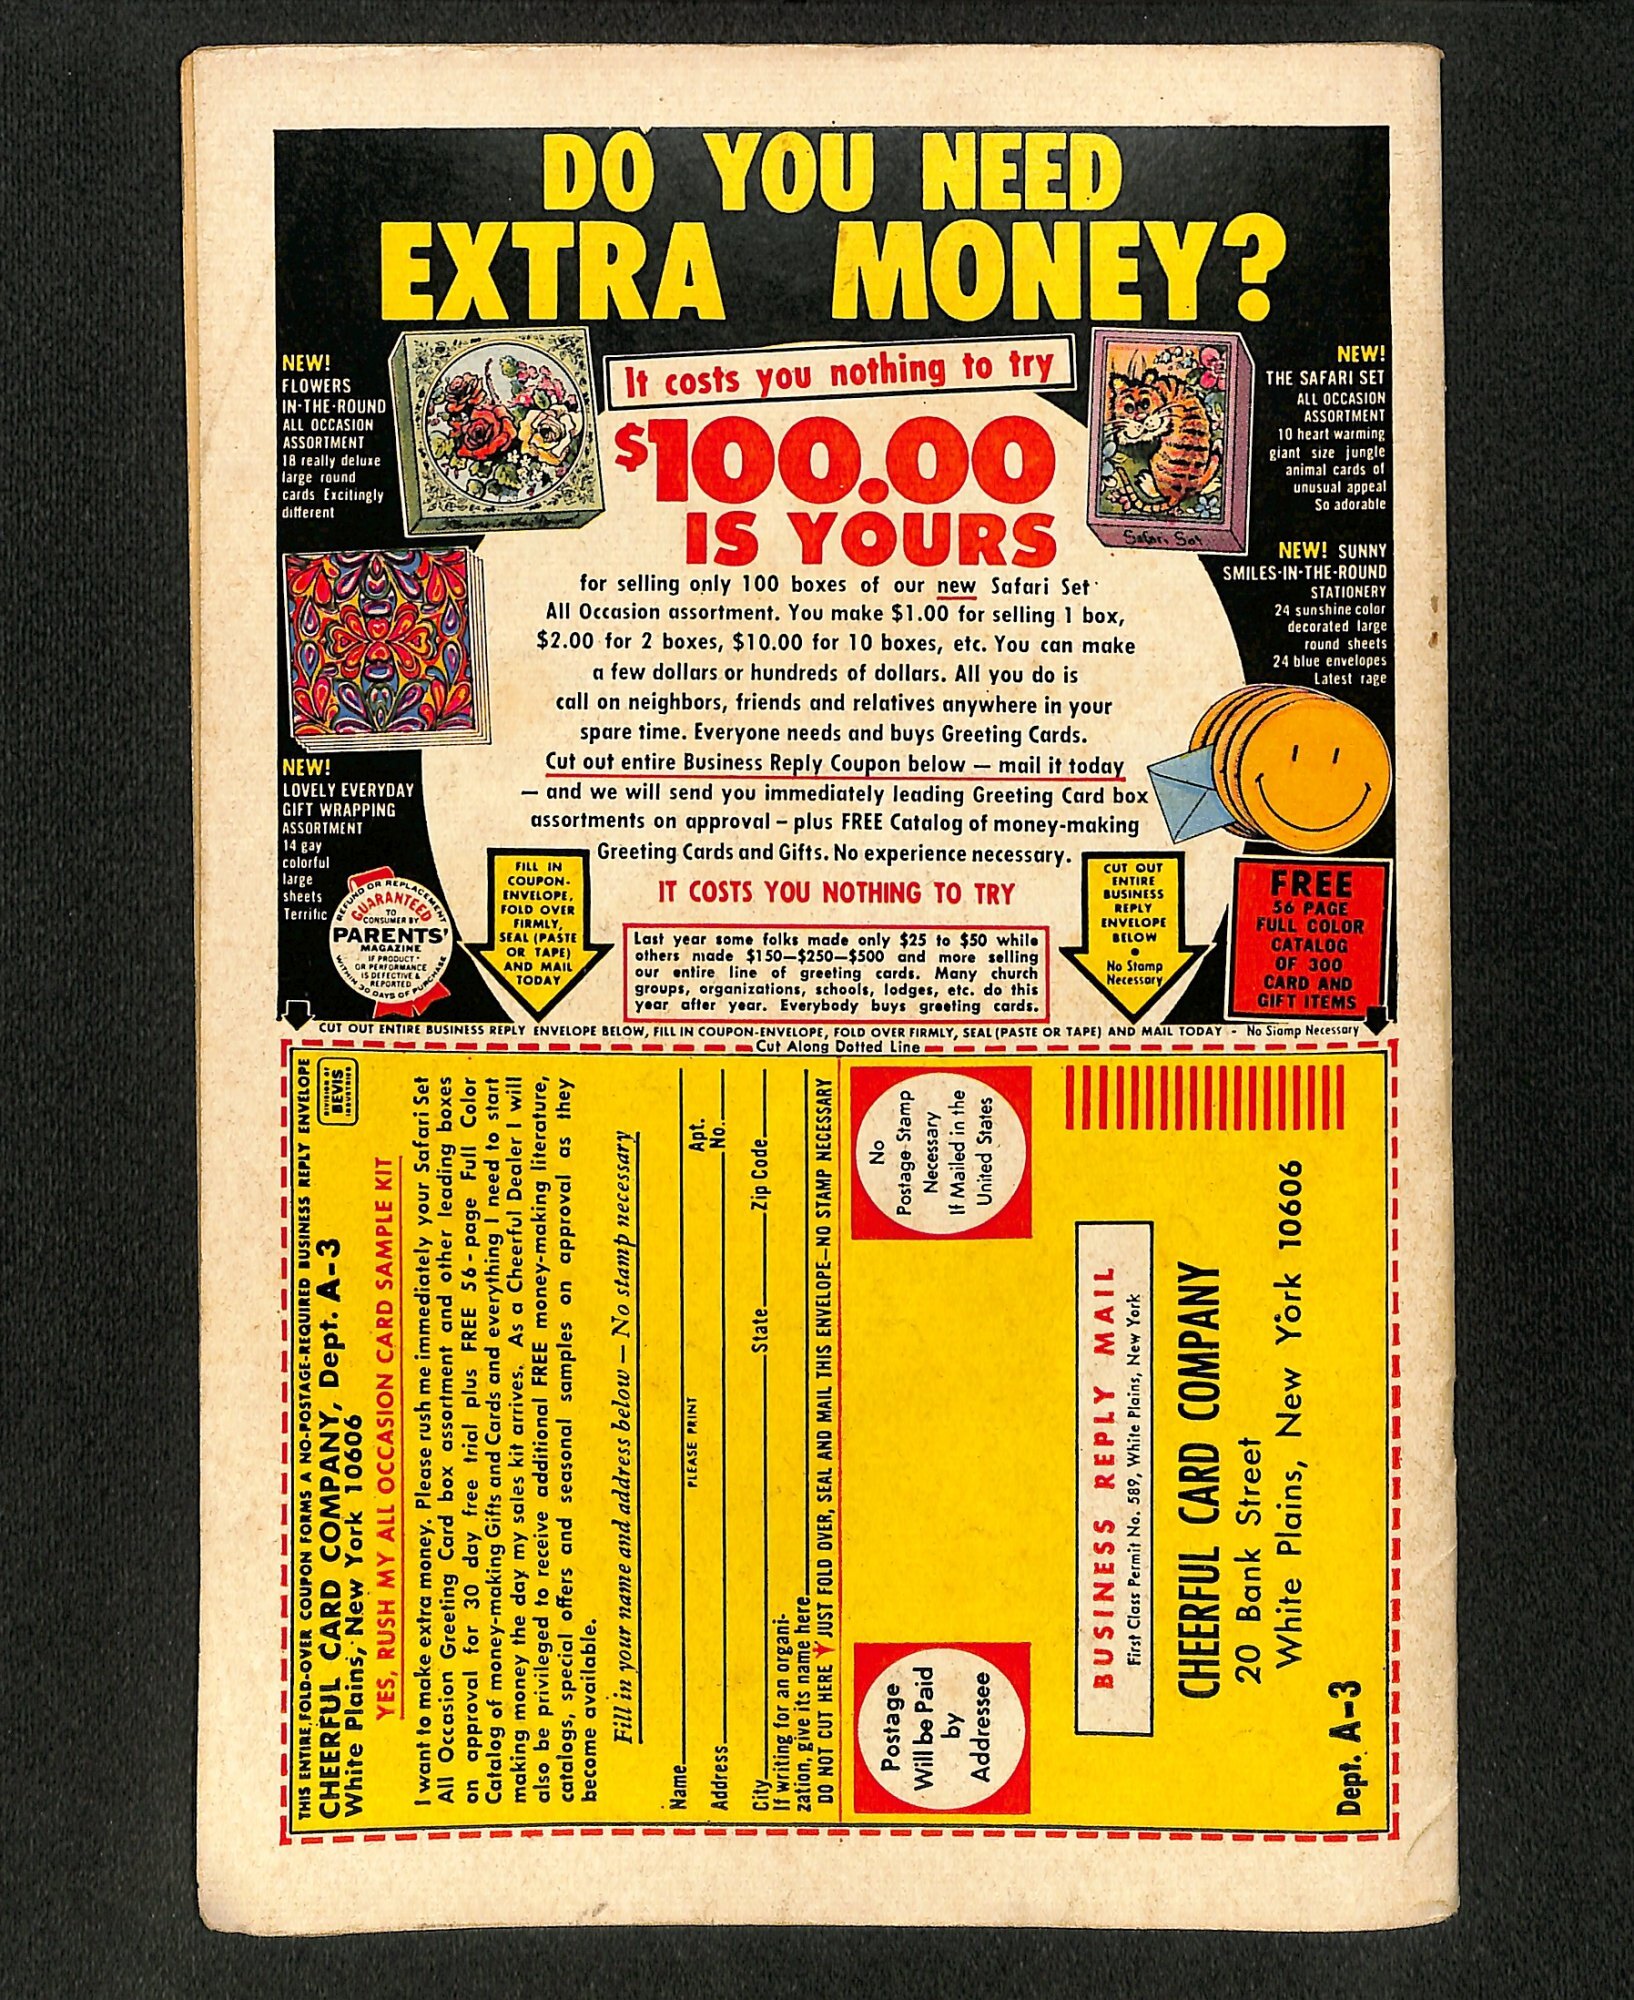 DO YOU NEED
EXTRA MONEY?
It costs you nothing to try
$100.00
IS YOURS
for selling only 100 boxes of our new Safari Set
All Occasion assortment. You make $1.00 for selling 1 box,
$2.00 for 2 boxes, $10.00 for 10 boxes, etc. You can make
a few dollars or hundreds of dollars. All you do is
call on neighbors, friends and relatives anywhere in your
spare time. Everyone needs and buys Greeting Cards.
Cut out entire Business Reply Coupon below — mail it today
— and we will send you immediately leading Greeting Card box
assortments on approval – plus FREE Catalog of money-making
Greeting Cards and Gifts. No experience necessary.
IT COSTS YOU NOTHING TO TRY
Last year some folks made only $25 to $50 while
others made $150—$250—$500 and more selling
our entire line of greeting cards. Many church
groups, organizations, schools, lodges, etc. do this
year after year. Everybody buys greeting cards.
NEW!
FLOWERS
IN-THE-ROUND
ALL OCCASION
ASSORTMENT
18 really deluxe
large round
cards Excitingly
different
NEW!
LOVELY EVERYDAY
GIFT WRAPPING
ASSORTMENT
14 gay
colorful
large
sheets
Terrific
REFUND OR REPLACEMENT
GUARANTEED
TO
CONSUMER BY
PARENTS'
MAGAZINE
IF PRODUCT
OR PERFORMANCE
IS DEFECTIVE &
REPORTED
WITHIN 30 DAYS OF PURCHASE
FILL IN
COUPON-
ENVELOPE,
FOLD OVER
FIRMLY,
SEAL (PASTE
OR TAPE)
AND MAIL
TODAY
Safari Set
NEW!
THE SAFARI SET
ALL OCCASION
ASSORTMENT
10 heart warming
giant size jungle
animal cards of
unusual appeal
So adorable
NEW! SUNNY
SMILES-IN-THE-ROUND
STATIONERY
24 sunshine color
decorated large
round sheets
24 blue envelopes
Latest rage
CUT OUT
ENTIRE
BUSINESS
REPLY
ENVELOPE
BELOW
•
No Stamp
Necessary
FREE
56 PAGE
FULL COLOR
CATALOG
OF 300
CARD AND
GIFT ITEMS
CUT OUT ENTIRE BUSINESS REPLY ENVELOPE BELOW, FILL IN COUPON-ENVELOPE, FOLD OVER FIRMLY, SEAL (PASTE OR TAPE) AND MAIL TODAY - No Stamp Necessary
Cut Along Dotted Line
THIS ENTIRE, FOLD-OVER COUPON FORMS A NO-POSTAGE-REQUIRED BUSINESS REPLY ENVELOPE
CHEERFUL CARD COMPANY, Dept. A-3
White Plains, New York 10606
DIVISION OF
BEVIS
INDUSTRIES
YES, RUSH MY ALL OCCASION CARD SAMPLE KIT
I want to make extra money. Please rush me immediately your Safari Set
All Occasion Greeting Card box assortment and other leading boxes
on approval for 30 day free trial plus FREE 56-page Full Color
Catalog of money-making Gifts and Cards and everything I need to start
making money the day my sales kit arrives. As a Cheerful Dealer I will
also be privileged to receive additional FREE money-making literature,
catalogs, special offers and seasonal samples on approval as they
become available.
Fill in your name and address below — No stamp necessary
Name
PLEASE PRINT
Address
Apt.
No.
City
State
Zip Code
If writing for an organi-
zation, give its name here
DO NOT CUT HERE JUST FOLD OVER, SEAL AND MAIL THIS ENVELOPE—NO STAMP NECESSARY
Postage
Will be Paid
by
Addressee
No
Postage Stamp
Necessary
If Mailed in the
United States
BUSINESS REPLY MAIL
First Class Permit No. 589, White Plains, New York
CHEERFUL CARD COMPANY
20 Bank Street
White Plains, New York 10606
Dept. A-3